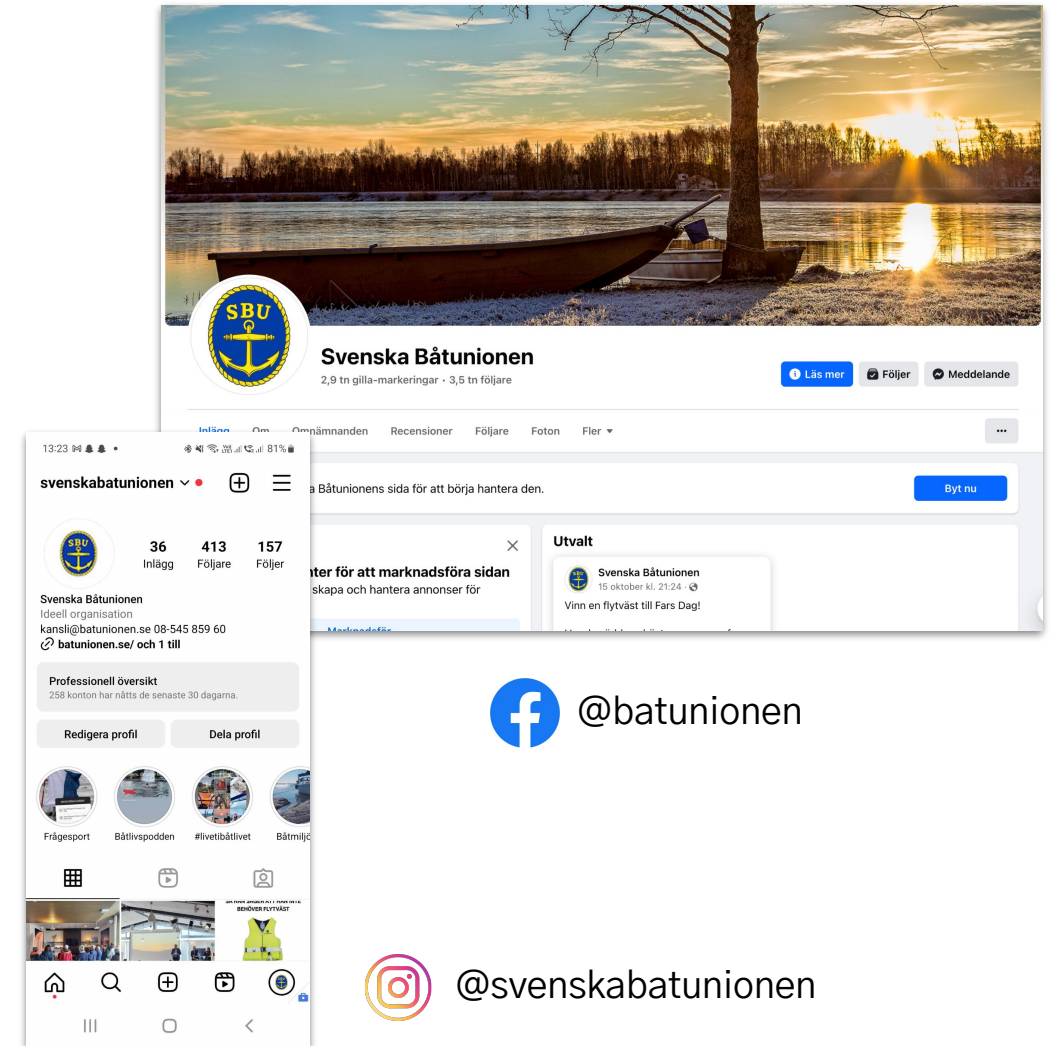 SBU
Svenska Båtunionen
2,9 tn gilla-markeringar · 3,5 tn följare
Läs mer
Följer
Meddelande
Inlägg Om Omnämnanden Recensioner Följare Foton Fler
Båtunionens sida för att börja hantera den.
Byt nu
för att marknadsföra sidan
skapa och hantera annonser för
Marknadsför
Utvalt
Svenska Båtunionen
15 oktober kl. 21:24
Vinn en flytväst till Fars Dag!
13:23
81%
svenskabatunionen
SBU
36 413 157
Inlägg Följare Följer
Svenska Båtunionen
Ideell organisation
kansli@batunionen.se 08-545 859 60
batunionen.se/ och 1 till
Professionell översikt
258 konton har nåtts de senaste 30 dagarna.
Redigera profil Dela profil
Frågesport Båtlivspodden #livetibåtlivet Båtmiljö
BEHÖVER FLYTVÄST
@batunionen
@svenskabatunionen